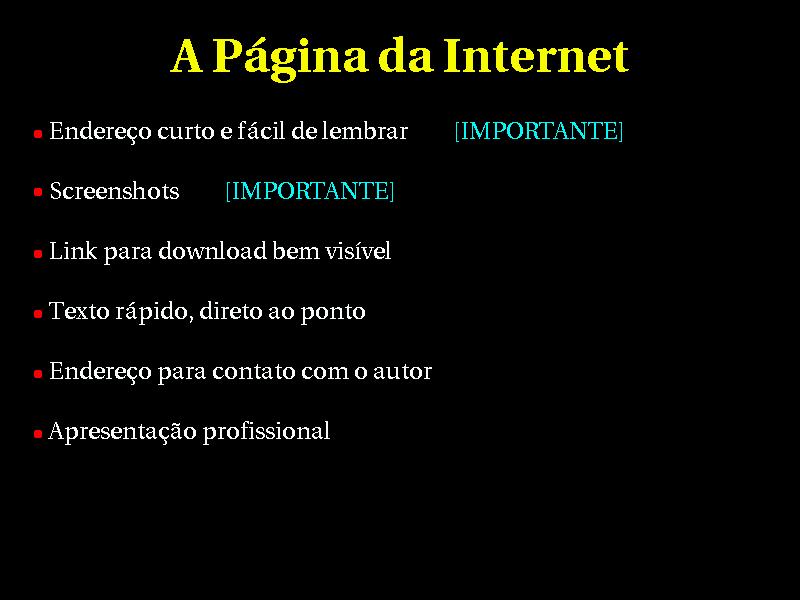 A Página da Internet
Endereço curto e fácil de lembrar [IMPORTANTE]
Screenshots [IMPORTANTE]
Link para download bem visível
Texto rápido, direto ao ponto
Endereço para contato com o autor
Apresentação profissional